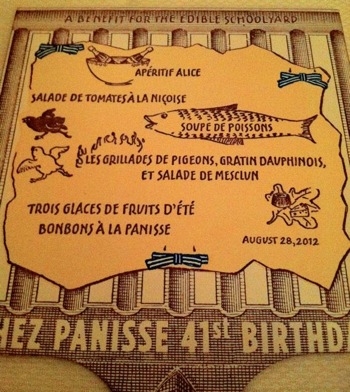 A BENEFIT FOR THE EDIBLE SCHOOLYARD
APÉRITIF ALICE
SALADE DE TOMATES À LA NIÇOISE
SOUPE DE POISSONS
LES GRILLADES DE PIGEONS, GRATIN DAUPHINOIS,
ET SALADE DE MESCLUN
TROIS GLACES DE FRUITS D'ÉTÉ
BONBONS À LA PANISSE
AUGUST 28, 2012
HEZ PANISSE 41st BIRTHD